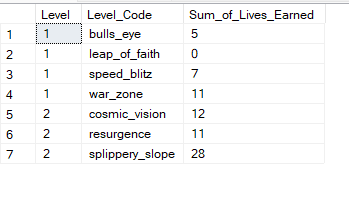 Level Level_Code Sum_of_Lives_Earned
1 1 bulls_eye 5
2 1 leap_of_faith 0
3 1 speed_blitz 7
4 1 war_zone 11
5 2 cosmic_vision 12
6 2 resurgence 11
7 2 splippery_slope 28